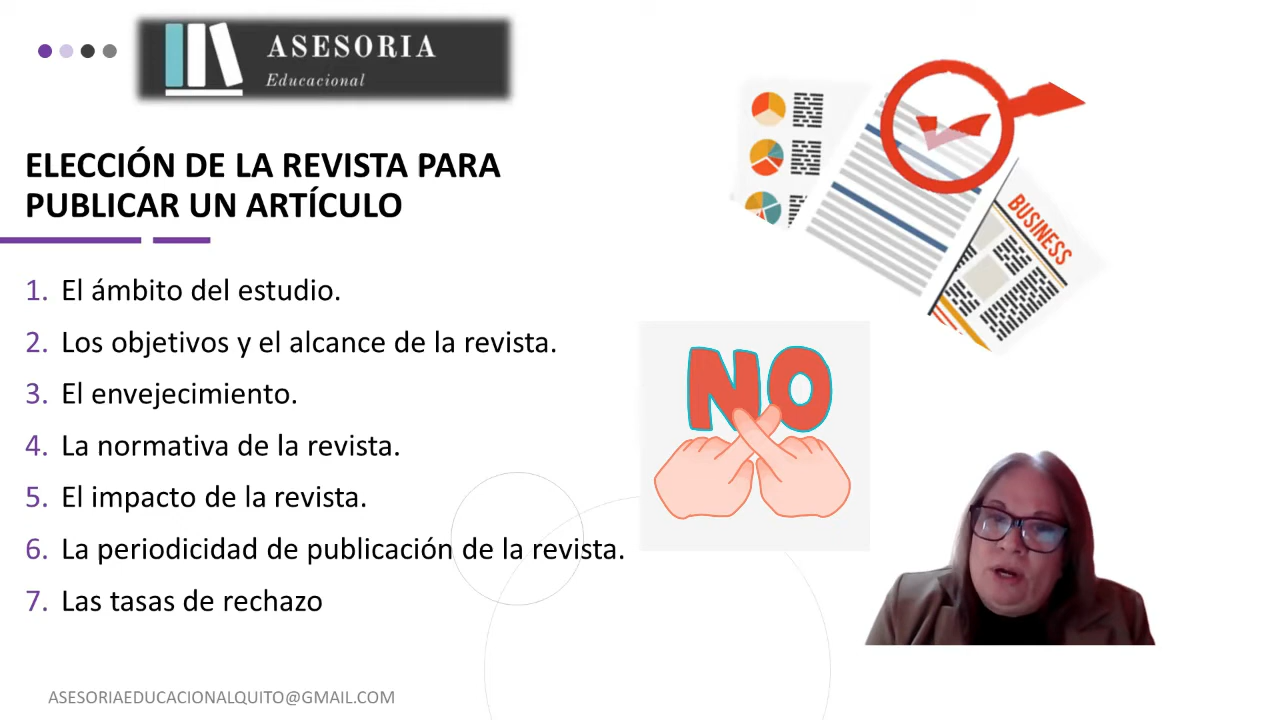 ASESORIA
Educacional
ELECCIÓN DE LA REVISTA PARA
PUBLICAR UN ARTÍCULO
1. El ámbito del estudio.
2. Los objetivos y el alcance de la revista.
3. El envejecimiento.
4. La normativa de la revista.
5. El impacto de la revista.
6. La periodicidad de publicación de la revista.
7. Las tasas de rechazo
BUSINESS
NO
ASESORIAEDUCACIONALQUITO@GMAIL.COM